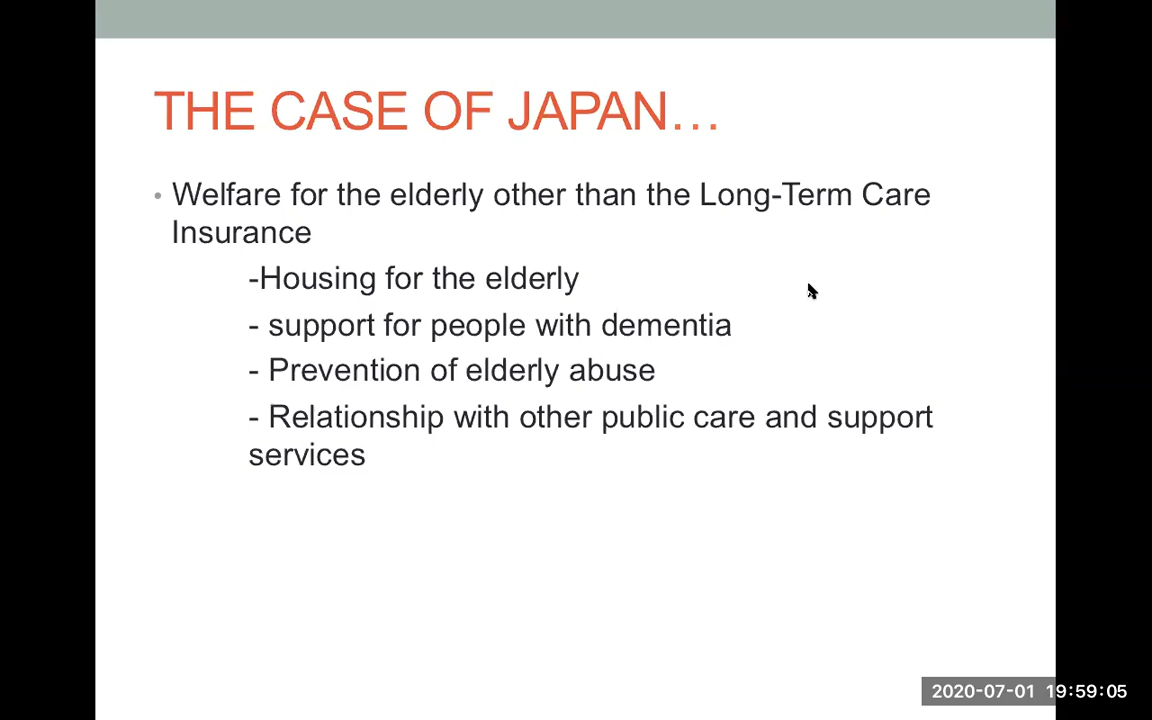 THE CASE OF JAPAN…
• Welfare for the elderly other than the Long-Term Care
Insurance
-Housing for the elderly
- support for people with dementia
- Prevention of elderly abuse
- Relationship with other public care and support
services
2020-07-01 19:59:05